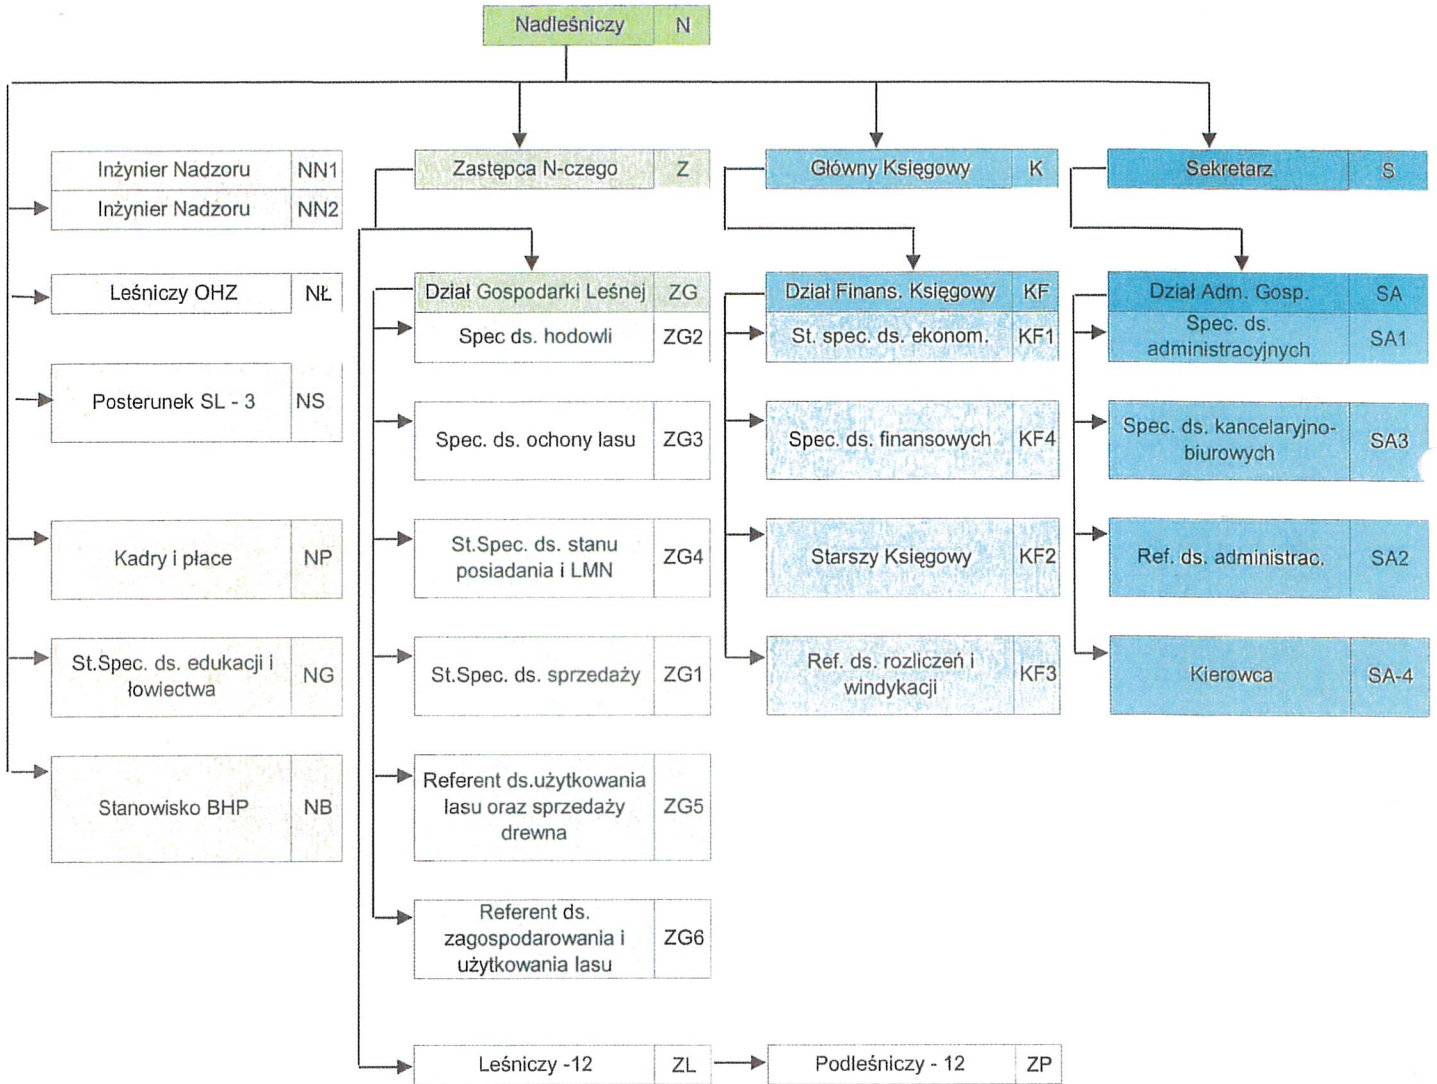 Nadleśniczy N
Inżynier Nadzoru NN1
Inżynier Nadzoru NN2
Leśniczy OHZ NŁ
Posterunek SL - 3 NS
Kadry i płace NP
St.Spec. ds. edukacji i
łowiectwa NG
Stanowisko BHP NB
Zastępca N-czego Z
Dział Gospodarki Leśnej ZG
Spec ds. hodowli ZG2
Spec. ds. ochony lasu ZG3
St.Spec. ds. stanu
posiadania i LMN ZG4
St.Spec. ds. sprzedaży ZG1
Referent ds.użytkowania
lasu oraz sprzedaży
drewna ZG5
Referent ds.
zagospodarowania i
użytkowania lasu ZG6
Leśniczy -12 ZL
Podleśniczy - 12 ZP
Główny Księgowy K
Dział Finans. Księgowy KF
St. spec. ds. ekonom. KF1
Spec. ds. finansowych KF4
Starszy Księgowy KF2
Ref. ds. rozliczeń i
windykacji KF3
Sekretarz S
Dział Adm. Gosp. SA
Spec. ds.
administracyjnych SA1
Spec. ds. kancelaryjno-
biurowych SA3
Ref. ds. administrac. SA2
Kierowca SA-4